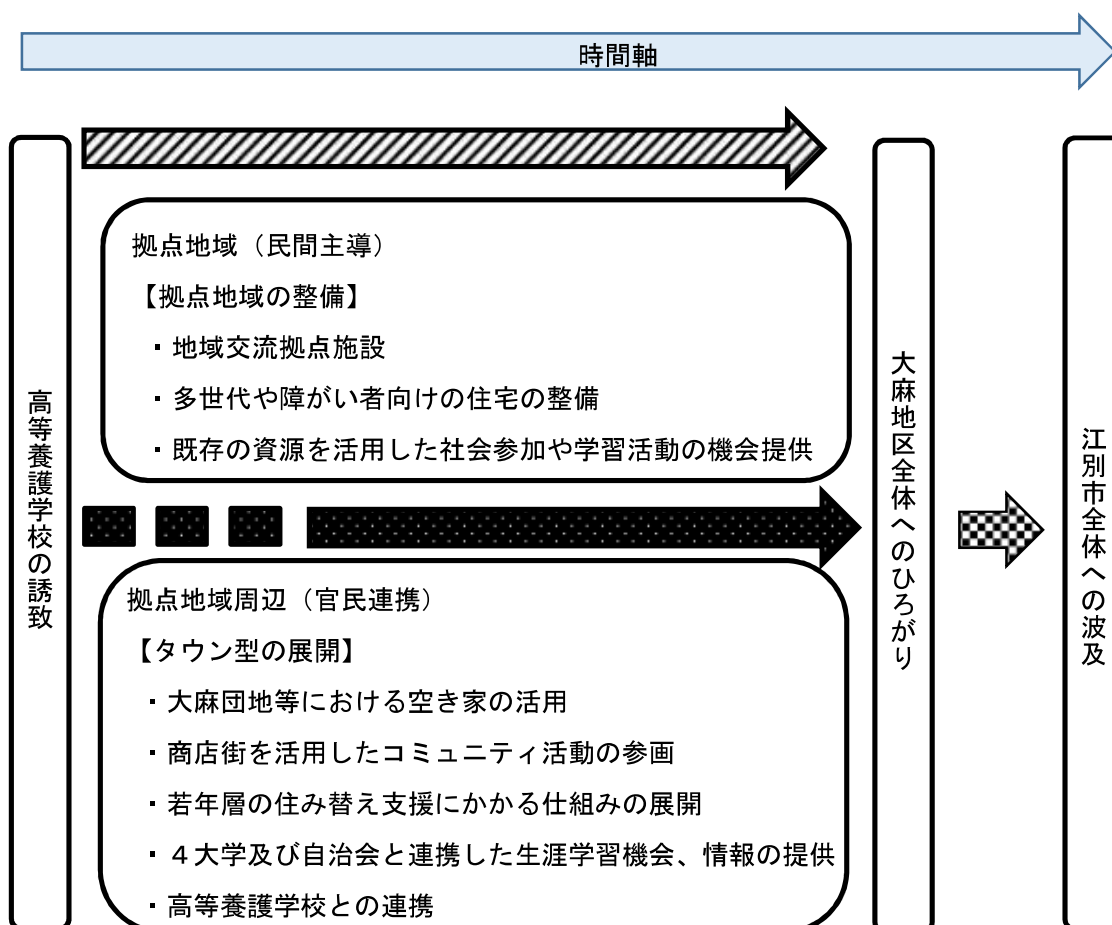 時間軸
高等養護学校の誘致
拠点地域（民間主導）
【拠点地域の整備】
・地域交流拠点施設
・多世代や障がい者向けの住宅の整備
・既存の資源を活用した社会参加や学習活動の機会提供
拠点地域周辺（官民連携）
【タウン型の展開】
・大麻団地等における空き家の活用
・商店街を活用したコミュニティ活動の参画
・若年層の住み替え支援にかかる仕組みの展開
・４大学及び自治会と連携した生涯学習機会、情報の提供
・高等養護学校との連携
大麻地区全体へのひろがり
江別市全体への波及